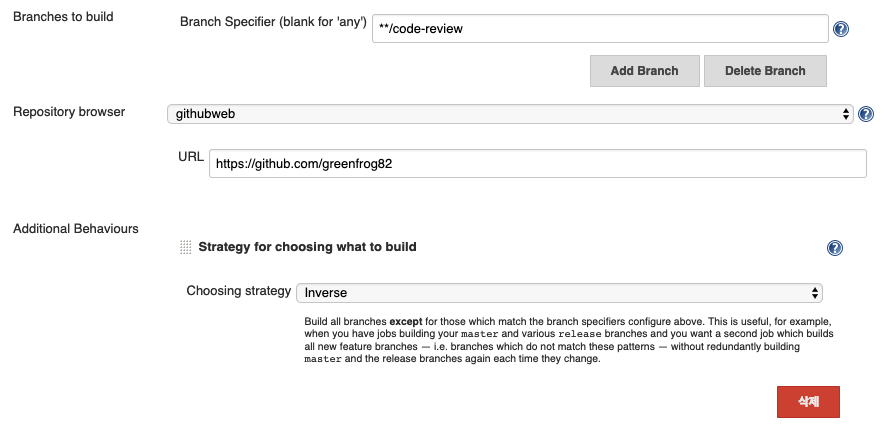 Branches to build
Branch Specifier (blank for 'any')
**/code-review
Add Branch
Delete Branch
Repository browser
githubweb
URL
https://github.com/greenfrog82
Additional Behaviours
Strategy for choosing what to build
Choosing strategy
Inverse
Build all branches except for those which match the branch specifiers configure above. This is useful, for example,
when you have jobs building your master and various release branches and you want a second job which builds
all new feature branches — i.e. branches which do not match these patterns — without redundantly building
master and the release branches again each time they change.
삭제